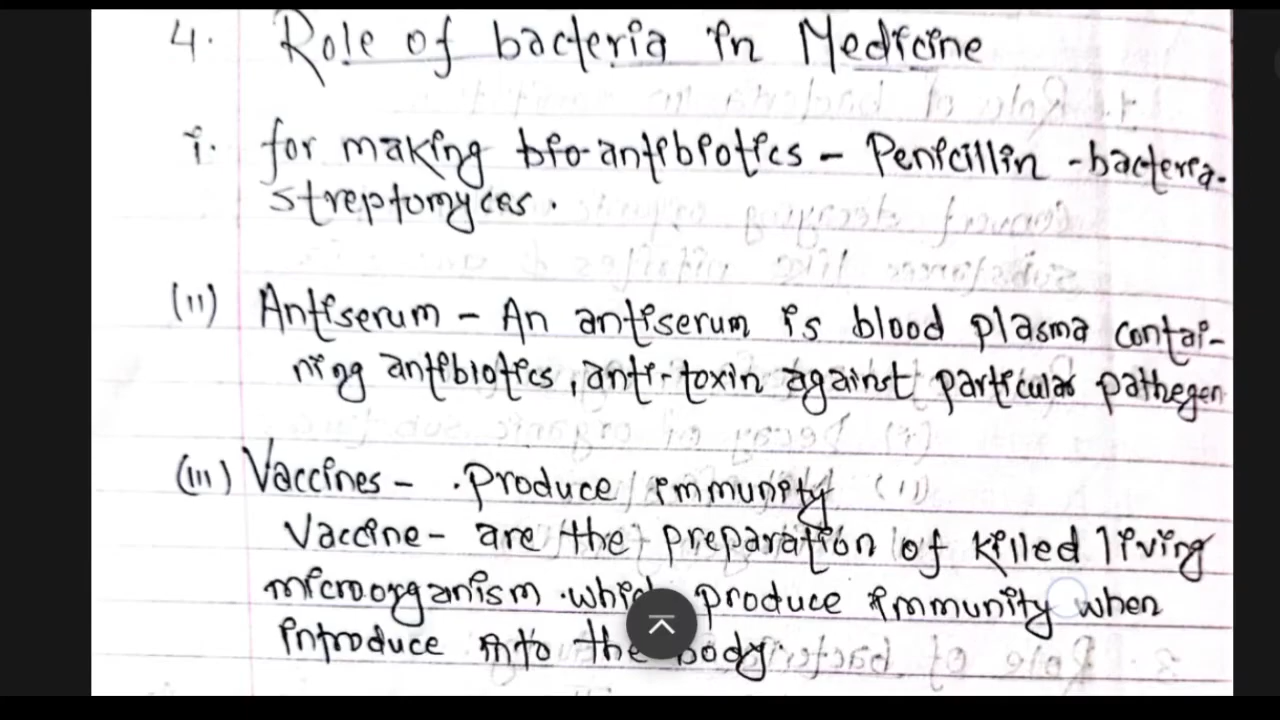 4. Role of bacteria in Medicine
i. for making bio-antibiotics - Penicillin -bacteria.
streptomyces.
(ii) Antiserum - An antiserum is blood plasma contai-
ning antibiotics, anti-toxin against particular pathegen
(iii) Vaccines - .Produce immunity
Vaccine - are the preparation of killed living
microorganism .which produce immunity when
introduce into the body.